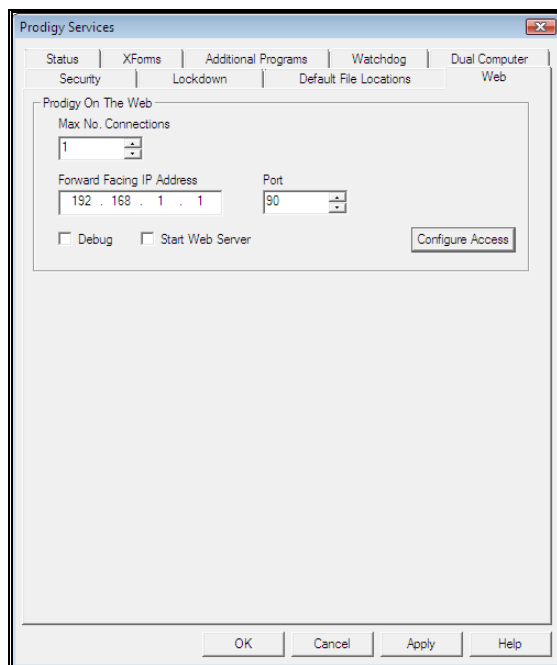 Prodigy Services
Status XForms Additional Programs Watchdog Dual Computer
Security Lockdown Default File Locations Web
Prodigy On The Web
Max No. Connections
1
Forward Facing IP Address Port
192 . 168 . 1 . 1 90
Debug Start Web Server Configure Access
OK Cancel Apply Help